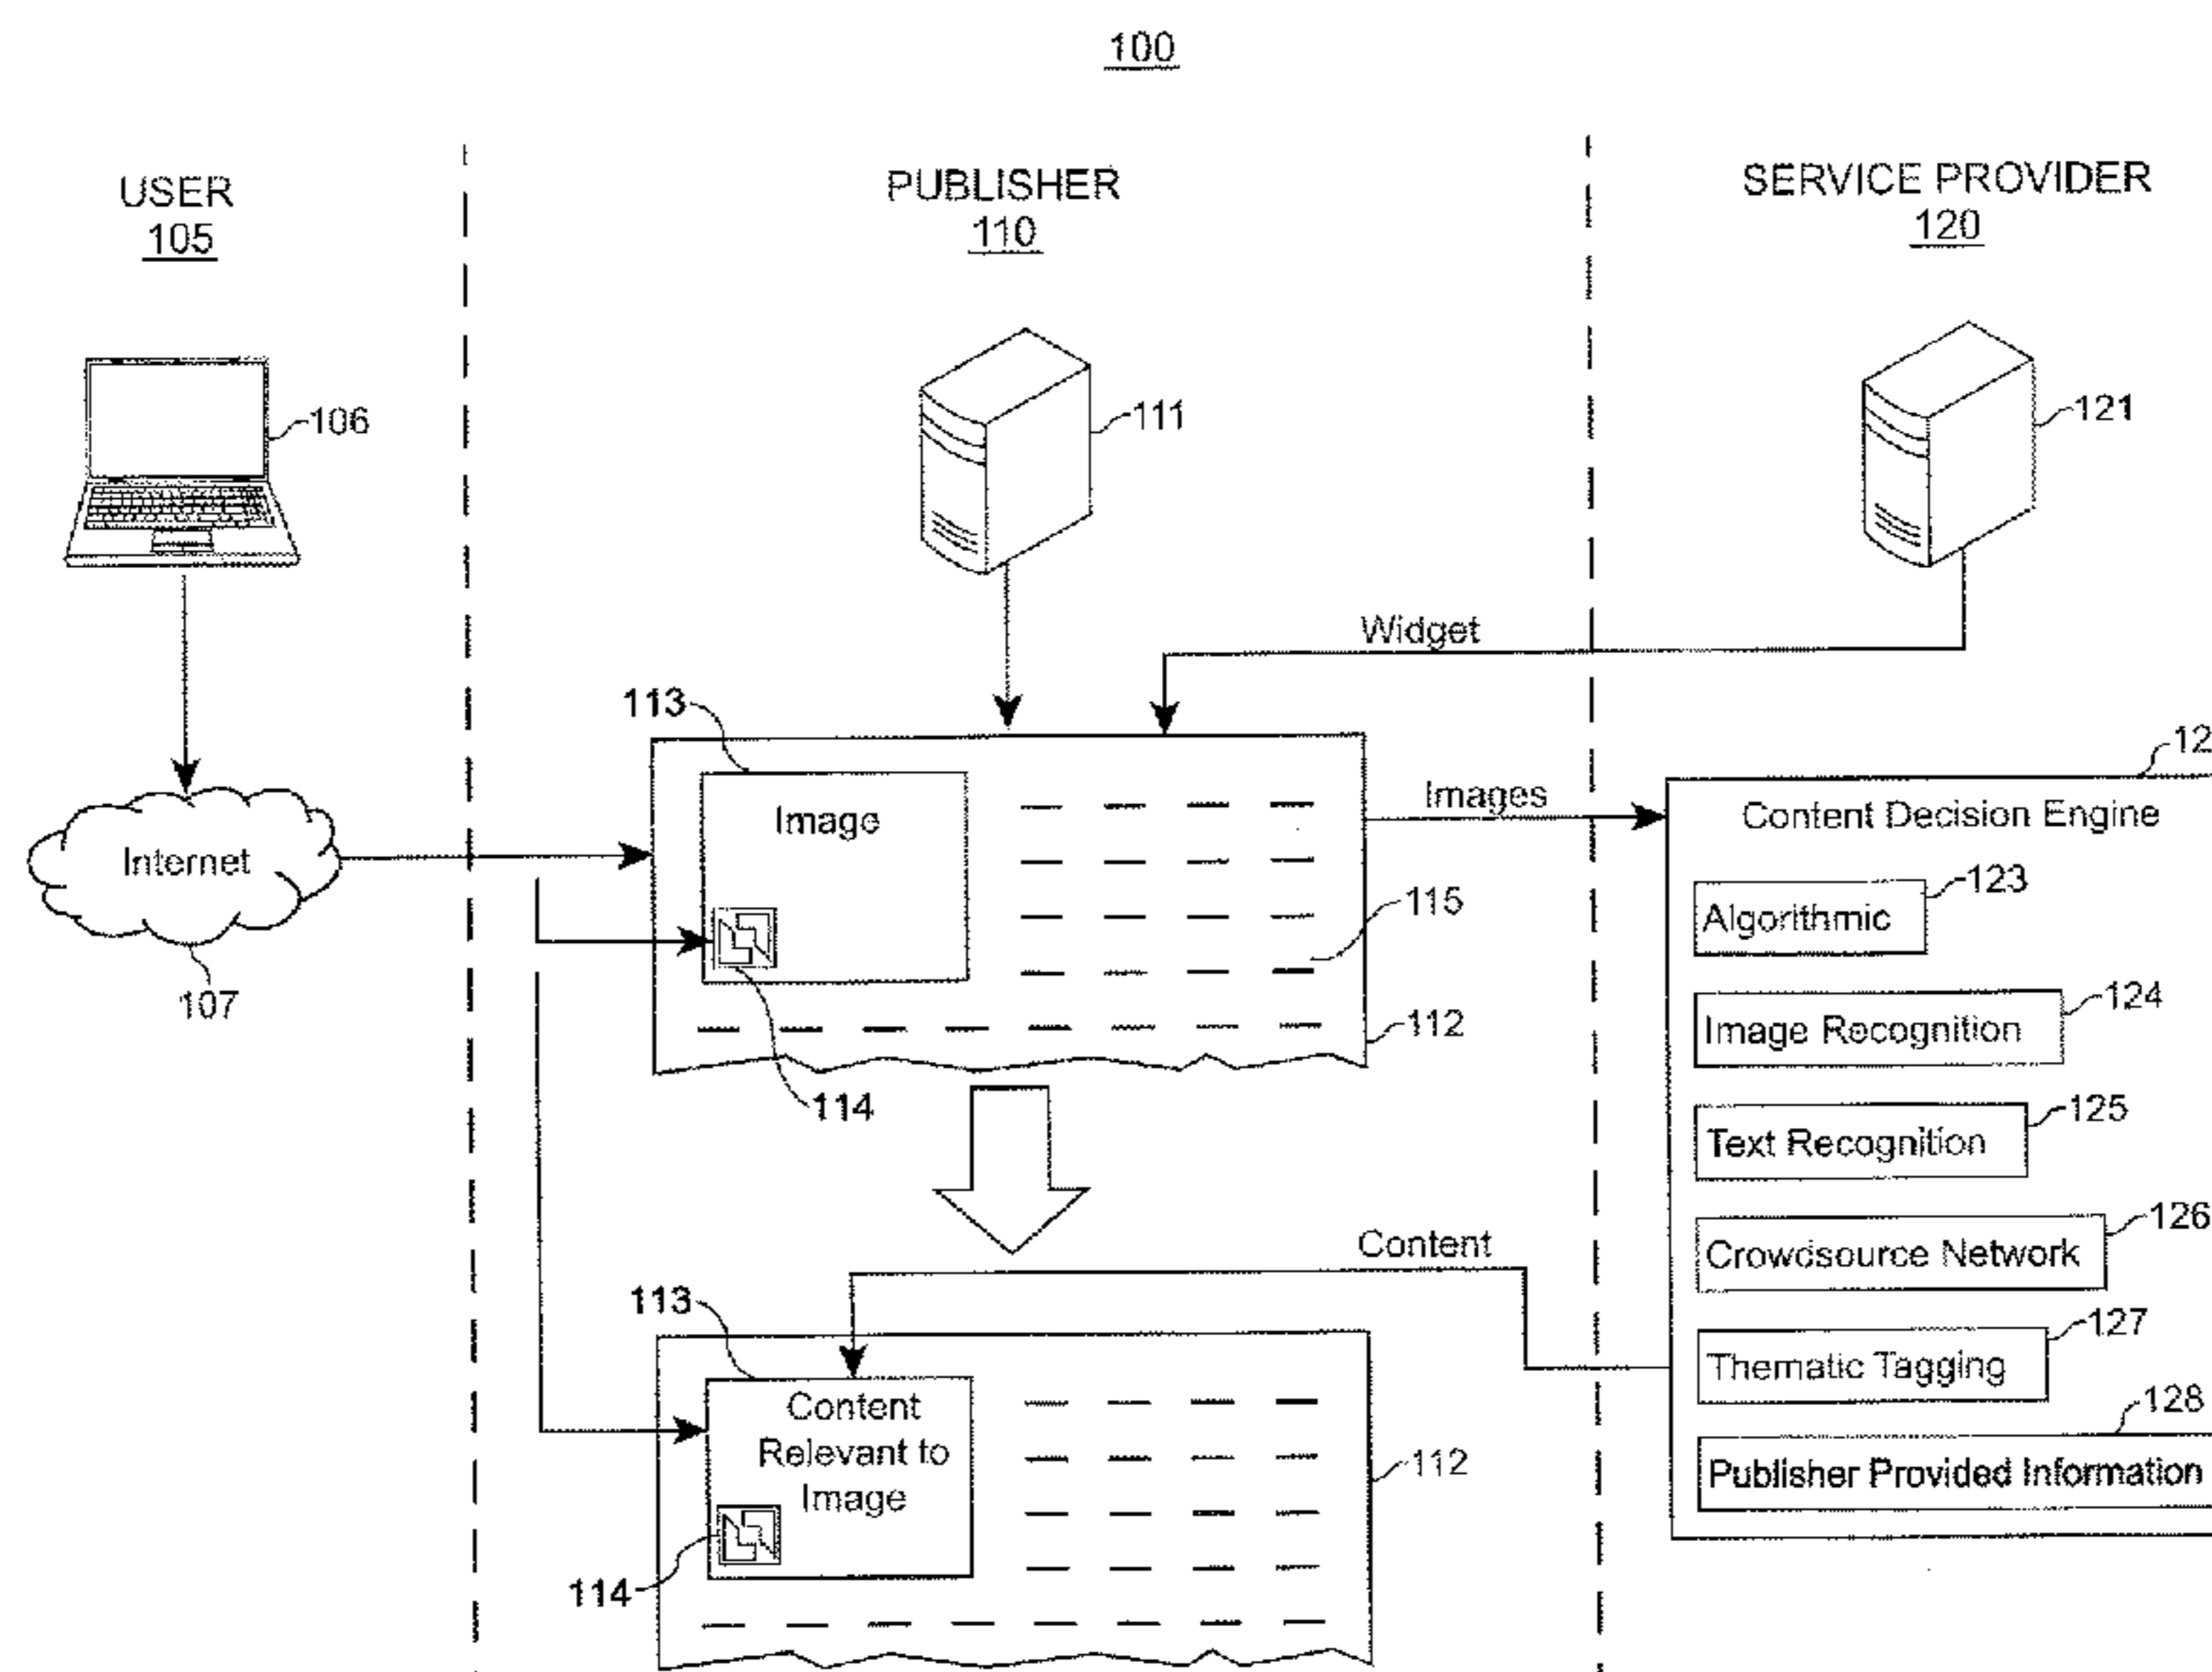 100
USER
105
PUBLISHER
110
SERVICE PROVIDER
120
106
111
121
Widget
113
Image
Images
Internet
107
115
112
114
12
Content Decision Engine
123
Algorithmic
124
Image Recognition
125
Text Recognition
126
Crowdsource Network
127
Thematic Tagging
128
Publisher Provided Information
Content
113
Content
Relevant to
Image
112
114